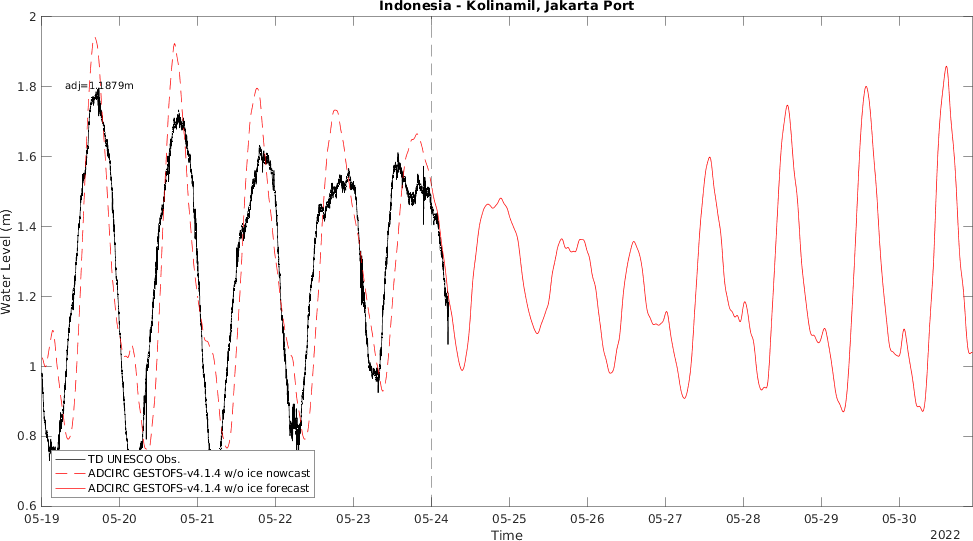 Indonesia - Kolinamil, Jakarta Port
2
1.8
1.6
1.4
1.2
1
0.8
0.6
Water Level (m)
adj=1.1879m
TD UNESCO Obs.
ADCIRC GESTOFS-v4.1.4 w/o ice nowcast
ADCIRC GESTOFS-v4.1.4 w/o ice forecast
05-19 05-20 05-21 05-22 05-23 05-24 05-25 05-26 05-27 05-28 05-29 05-30
Time
2022